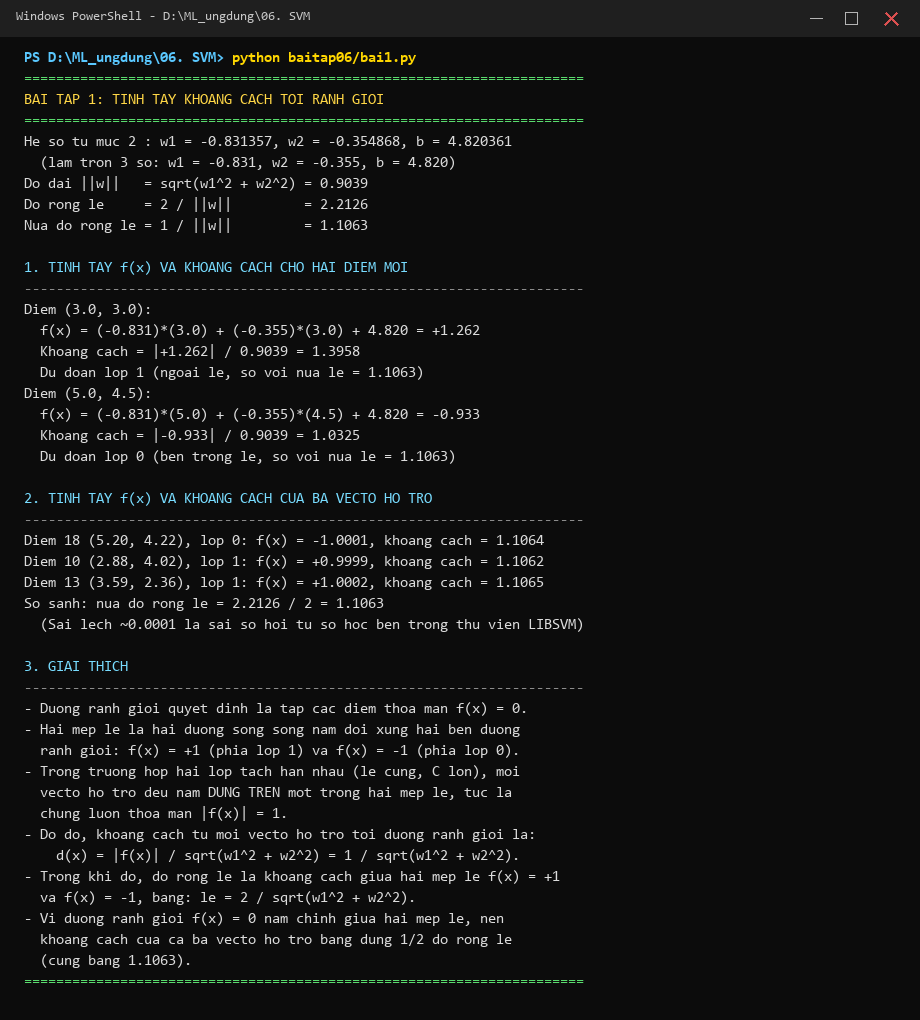 Windows PowerShell - D:\ML_ungdung\06. SVM
PS D:\ML_ungdung\06. SVM> python baitap06/bai1.py
======================================================================
BAI TAP 1: TINH TAY KHOANG CACH TOI RANH GIOI
======================================================================
He so tu muc 2 : w1 = -0.831357, w2 = -0.354868, b = 4.820361
  (lam tron 3 so: w1 = -0.831, w2 = -0.355, b = 4.820)
Do dai ||w||   = sqrt(w1^2 + w2^2) = 0.9039
Do rong le     = 2 / ||w||         = 2.2126
Nua do rong le = 1 / ||w||         = 1.1063
1. TINH TAY f(x) VA KHOANG CACH CHO HAI DIEM MOI
----------------------------------------------------------------------
Diem (3.0, 3.0):
  f(x) = (-0.831)*(3.0) + (-0.355)*(3.0) + 4.820 = +1.262
  Khoang cach = |+1.262| / 0.9039 = 1.3958
  Du doan lop 1 (ngoai le, so voi nua le = 1.1063)
Diem (5.0, 4.5):
  f(x) = (-0.831)*(5.0) + (-0.355)*(4.5) + 4.820 = -0.933
  Khoang cach = |-0.933| / 0.9039 = 1.0325
  Du doan lop 0 (ben trong le, so voi nua le = 1.1063)
2. TINH TAY f(x) VA KHOANG CACH CUA BA VECTO HO TRO
----------------------------------------------------------------------
Diem 18 (5.20, 4.22), lop 0: f(x) = -1.0001, khoang cach = 1.1064
Diem 10 (2.88, 4.02), lop 1: f(x) = +0.9999, khoang cach = 1.1062
Diem 13 (3.59, 2.36), lop 1: f(x) = +1.0002, khoang cach = 1.1065
So sanh: nua do rong le = 2.2126 / 2 = 1.1063
  (Sai lech ~0.0001 la sai so hoi tu so hoc ben trong thu vien LIBSVM)
3. GIAI THICH
----------------------------------------------------------------------
- Duong ranh gioi quyet dinh la tap cac diem thoa man f(x) = 0.
- Hai mep le la hai duong song song nam doi xung hai ben duong
  ranh gioi: f(x) = +1 (phia lop 1) va f(x) = -1 (phia lop 0).
- Trong truong hop hai lop tach han nhau (le cung, C lon), moi
  vecto ho tro deu nam DUNG TREN mot trong hai mep le, tuc la
  chung luon thoa man |f(x)| = 1.
- Do do, khoang cach tu moi vecto ho tro toi duong ranh gioi la:
    d(x) = |f(x)| / sqrt(w1^2 + w2^2) = 1 / sqrt(w1^2 + w2^2).
- Trong khi do, do rong le la khoang cach giua hai mep le f(x) = +1
  va f(x) = -1, bang: le = 2 / sqrt(w1^2 + w2^2).
- Vi duong ranh gioi f(x) = 0 nam chinh giua hai mep le, nen
  khoang cach cua ca ba vecto ho tro bang dung 1/2 do rong le
  (cung bang 1.1063).
======================================================================